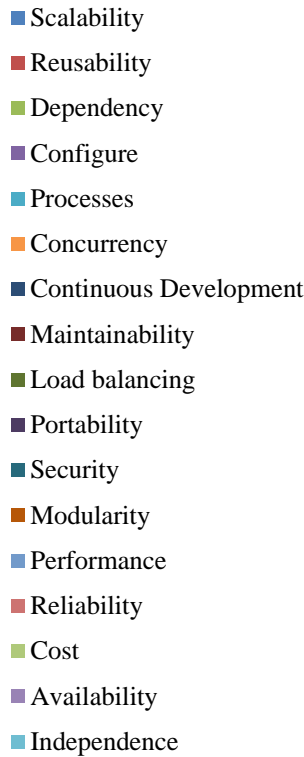 Scalability
Reusability
Dependency
Configure
Processes
Concurrency
Continuous Development
Maintainability
Load balancing
Portability
Security
Modularity
Performance
Reliability
Cost
Availability
Independence